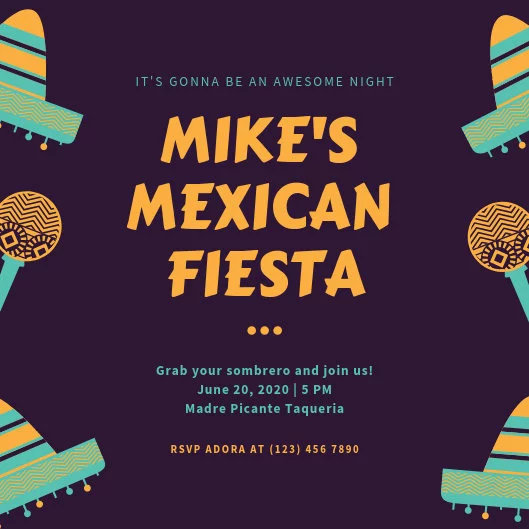 IT'S GONNA BE AN AWESOME NIGHT
MIKE'S
MEXICAN
FIESTA
Grab your sombrero and join us!
June 20, 2020 | 5 PM
Madre Picante Taqueria
RSVP ADORA AT (123) 456 7890